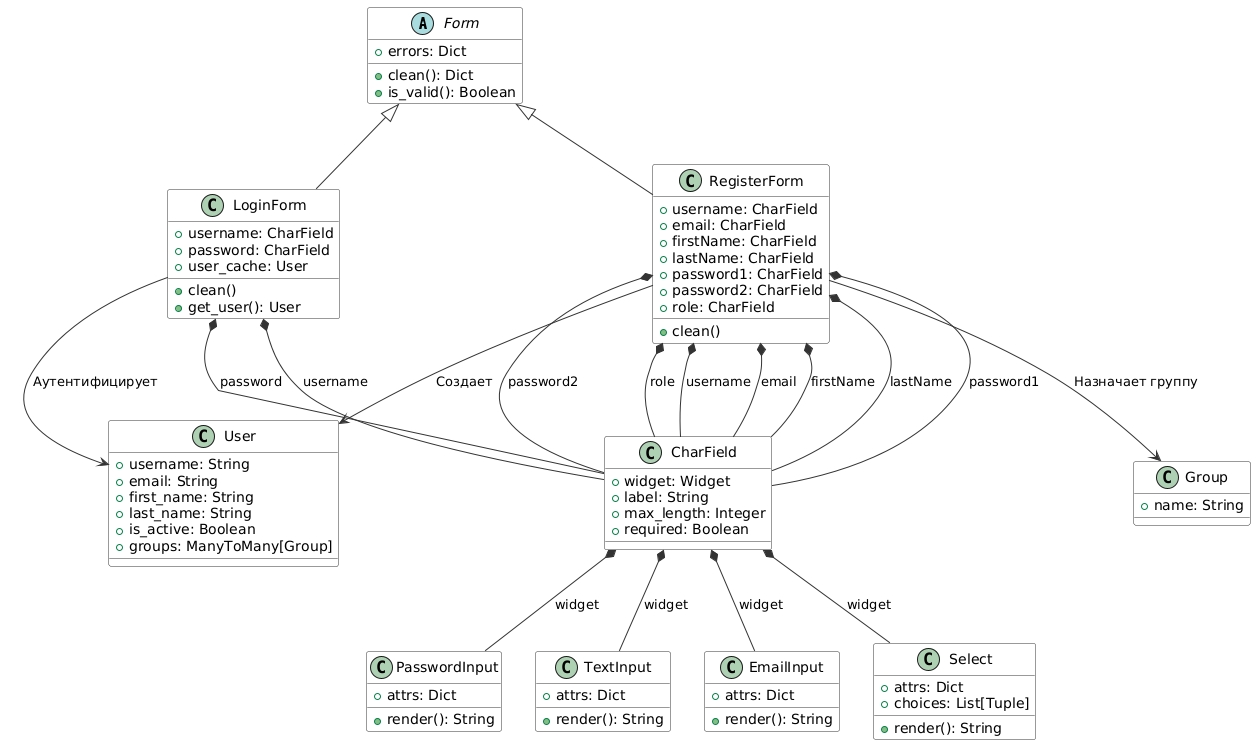 A Form
errors: Dict
clean(): Dict
is_valid(): Boolean
C LoginForm
username: CharField
password: CharField
user_cache: User
clean()
get_user(): User
C RegisterForm
username: CharField
email: CharField
firstName: CharField
lastName: CharField
password1: CharField
password2: CharField
role: CharField
clean()
Аутентифицирует
password
username
Создает
password2
role
username
email
firstName
lastName
password1
Назначает группу
C User
username: String
email: String
first_name: String
last_name: String
is_active: Boolean
groups: ManyToMany[Group]
C CharField
widget: Widget
label: String
max_length: Integer
required: Boolean
C Group
name: String
widget
widget
widget
widget
C PasswordInput
attrs: Dict
render(): String
C TextInput
attrs: Dict
render(): String
C EmailInput
attrs: Dict
render(): String
C Select
attrs: Dict
choices: List[Tuple]
render(): String